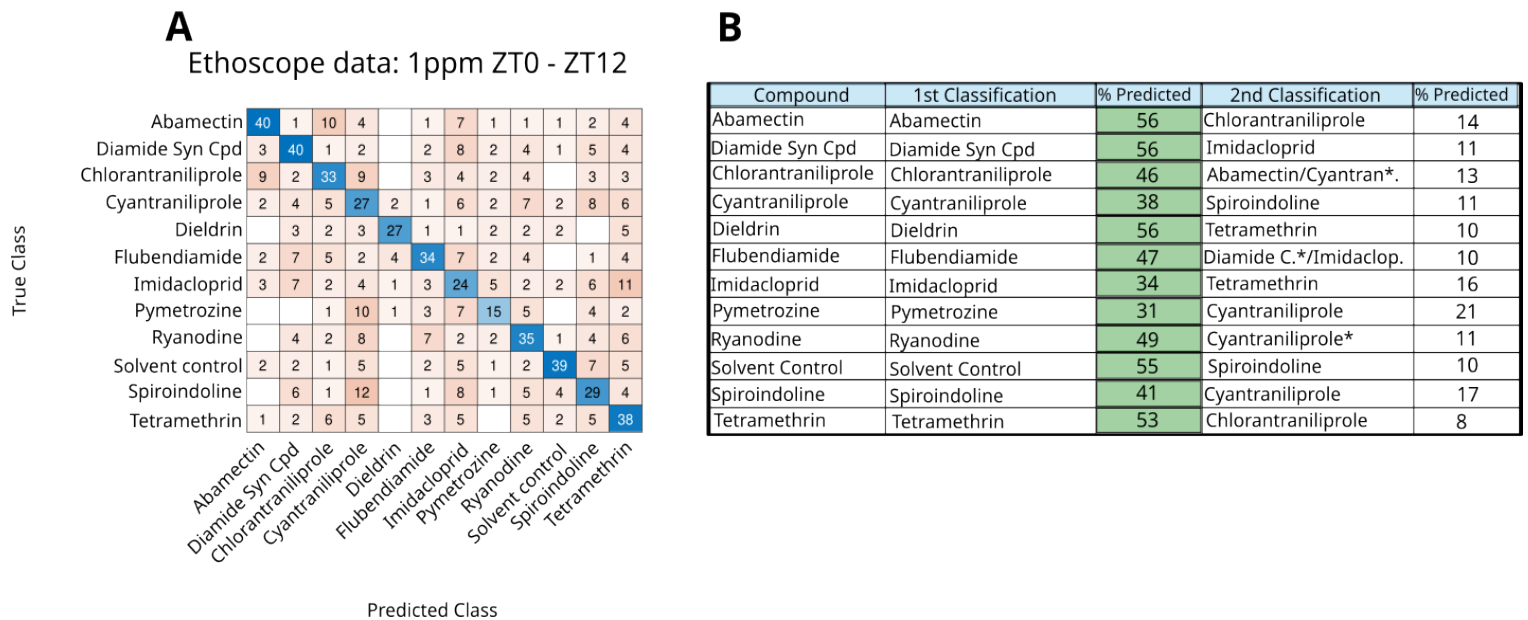 A
Ethoscope data: 1ppm ZT0 - ZT12
True Class
Abamectin 40 1 10 4 1 7 1 1 1 2 4
Diamide Syn Cpd 3 40 1 2 2 8 2 4 1 5 4
Chlorantraniliprole 9 2 33 9 3 4 2 4 3 3
Cyantraniliprole 2 4 5 27 2 1 6 2 7 2 8 6
Dieldrin 3 2 3 27 1 1 2 2 2 5
Flubendiamide 2 7 5 2 4 34 7 2 4 1 4
Imidacloprid 3 7 2 4 1 3 24 5 2 2 6 11
Pymetrozine 1 10 1 3 7 15 5 4 2
Ryanodine 4 2 8 7 2 2 35 1 4 6
Solvent control 2 2 1 5 2 5 1 2 39 7 5
Spiroindoline 6 1 12 1 8 1 5 4 29 4
Tetramethrin 1 2 6 5 3 5 5 2 5 38
Abamectin
Diamide Syn Cpd
Chlorantraniliprole
Cyantraniliprole
Dieldrin
Flubendiamide
Imidacloprid
Pymetrozine
Ryanodine
Solvent control
Spiroindoline
Tetramethrin
Predicted Class
B
Compound 1st Classification % Predicted 2nd Classification % Predicted
Abamectin Abamectin 56 Chlorantraniliprole 14
Diamide Syn Cpd Diamide Syn Cpd 56 Imidacloprid 11
Chlorantraniliprole Chlorantraniliprole 46 Abamectin/Cyantran*. 13
Cyantraniliprole Cyantraniliprole 38 Spiroindoline 11
Dieldrin Dieldrin 56 Tetramethrin 10
Flubendiamide Flubendiamide 47 Diamide C.*/Imidaclop. 10
Imidacloprid Imidacloprid 34 Tetramethrin 16
Pymetrozine Pymetrozine 31 Cyantraniliprole 21
Ryanodine Ryanodine 49 Cyantraniliprole* 11
Solvent Control Solvent Control 55 Spiroindoline 10
Spiroindoline Spiroindoline 41 Cyantraniliprole 17
Tetramethrin Tetramethrin 53 Chlorantraniliprole 8